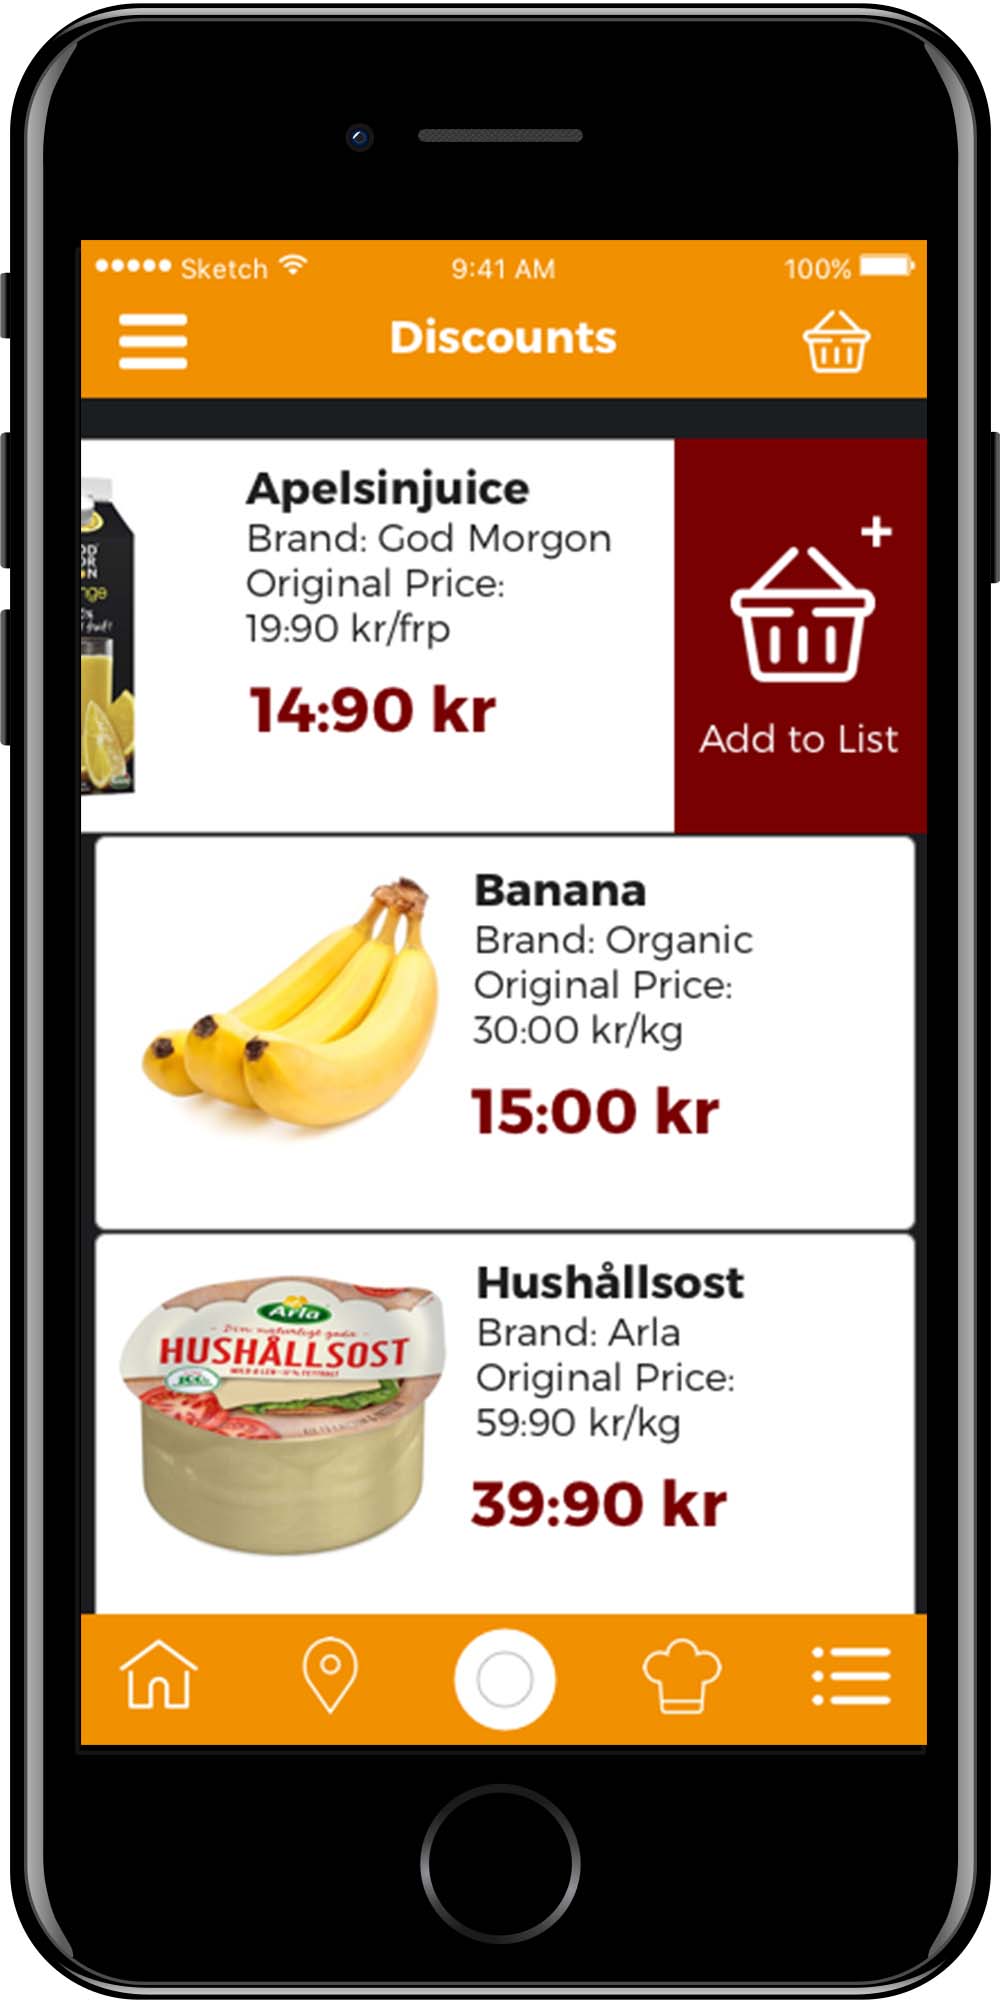 Sketch
9:41 AM
100%
Discounts
Apelsinjuice
Brand: God Morgon
Original Price:
19:90 kr/frp
14:90 kr
+
Add to List
Banana
Brand: Organic
Original Price:
30:00 kr/kg
15:00 kr
Arla
HUSHÅLLSOST
Hushållsost
Brand: Arla
Original Price:
59:90 kr/kg
39:90 kr